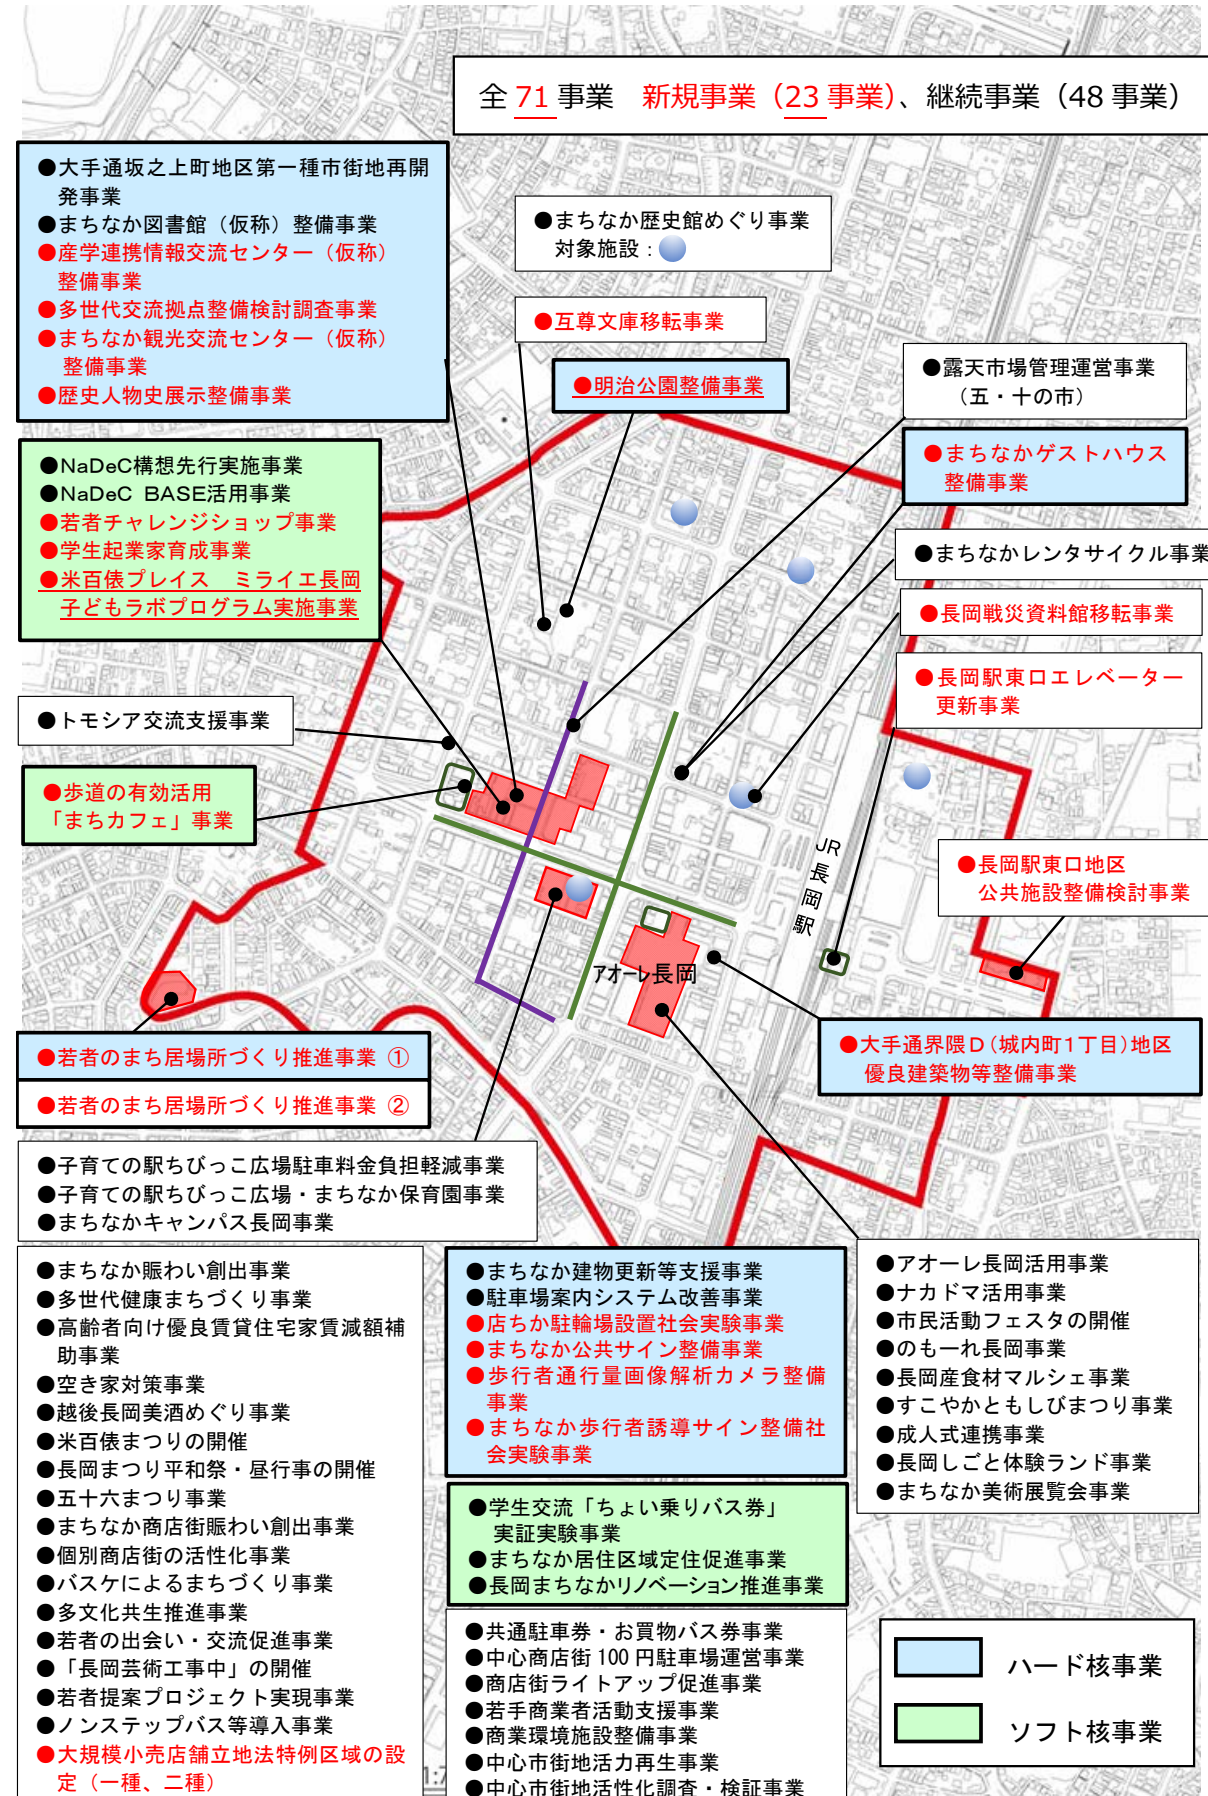 全 71 事業　新規事業（23 事業）、継続事業（48 事業）
●大手通坂之上町地区第一種市街地再開
発事業
●まちなか図書館（仮称）整備事業
●産学連携情報交流センター（仮称）
整備事業
●多世代交流拠点整備検討調査事業
●まちなか観光交流センター（仮称）
整備事業
●歴史人物史展示整備事業
●まちなか歴史館めぐり事業
対象施設：
●互尊文庫移転事業
●明治公園整備事業
●露天市場管理運営事業
（五・十の市）
●まちなかゲストハウス
整備事業
●まちなかレンタサイクル事業
●長岡戦災資料館移転事業
●長岡駅東口エレベーター
更新事業
●NaDeC構想先行実施事業
●NaDeC BASE活用事業
●若者チャレンジショップ事業
●学生起業家育成事業
●米百俵プレイス　ミライエ長岡
子どもラボプログラム実施事業
●トモシア交流支援事業
●歩道の有効活用
「まちカフェ」事業
JR長岡駅
●長岡駅東口地区
公共施設整備検討事業
アオーレ長岡
●大手通界隈Ｄ（城内町1丁目）地区
優良建築物等整備事業
●若者のまち居場所づくり推進事業 ①
●若者のまち居場所づくり推進事業 ②
●子育ての駅ちびっこ広場駐車料金負担軽減事業
●子育ての駅ちびっこ広場・まちなか保育園事業
●まちなかキャンパス長岡事業
●まちなか賑わい創出事業
●多世代健康まちづくり事業
●高齢者向け優良賃貸住宅家賃減額補
助事業
●空き家対策事業
●越後長岡美酒めぐり事業
●米百俵まつりの開催
●長岡まつり平和祭・昼行事の開催
●五十六まつり事業
●まちなか商店街賑わい創出事業
●個別商店街の活性化事業
●バスケによるまちづくり事業
●多文化共生推進事業
●若者の出会い・交流促進事業
●「長岡芸術工事中」の開催
●若者提案プロジェクト実現事業
●ノンステップバス等導入事業
●大規模小売店舗立地法特例区域の設
定（一種、二種）
●まちなか建物更新等支援事業
●駐車場案内システム改善事業
●店ちか駐輪場設置社会実験事業
●まちなか公共サイン整備事業
●歩行者通行量画像解析カメラ整備
事業
●まちなか歩行者誘導サイン整備社
会実験事業
●学生交流「ちょい乗りバス券」
実証実験事業
●まちなか居住区域定住促進事業
●長岡まちなかリノベーション推進事業
●共通駐車券・お買物バス券事業
●中心商店街 100 円駐車場運営事業
●商店街ライトアップ促進事業
●若手商業者活動支援事業
●商業環境施設整備事業
●中心市街地活力再生事業
●中心市街地活性化調査・検証事業
●アオーレ長岡活用事業
●ナカドマ活用事業
●市民活動フェスタの開催
●のもーれ長岡事業
●長岡産食材マルシェ事業
●すこやかともしびまつり事業
●成人式連携事業
●長岡しごと体験ランド事業
●まちなか美術展覧会事業
ハード核事業
ソフト核事業